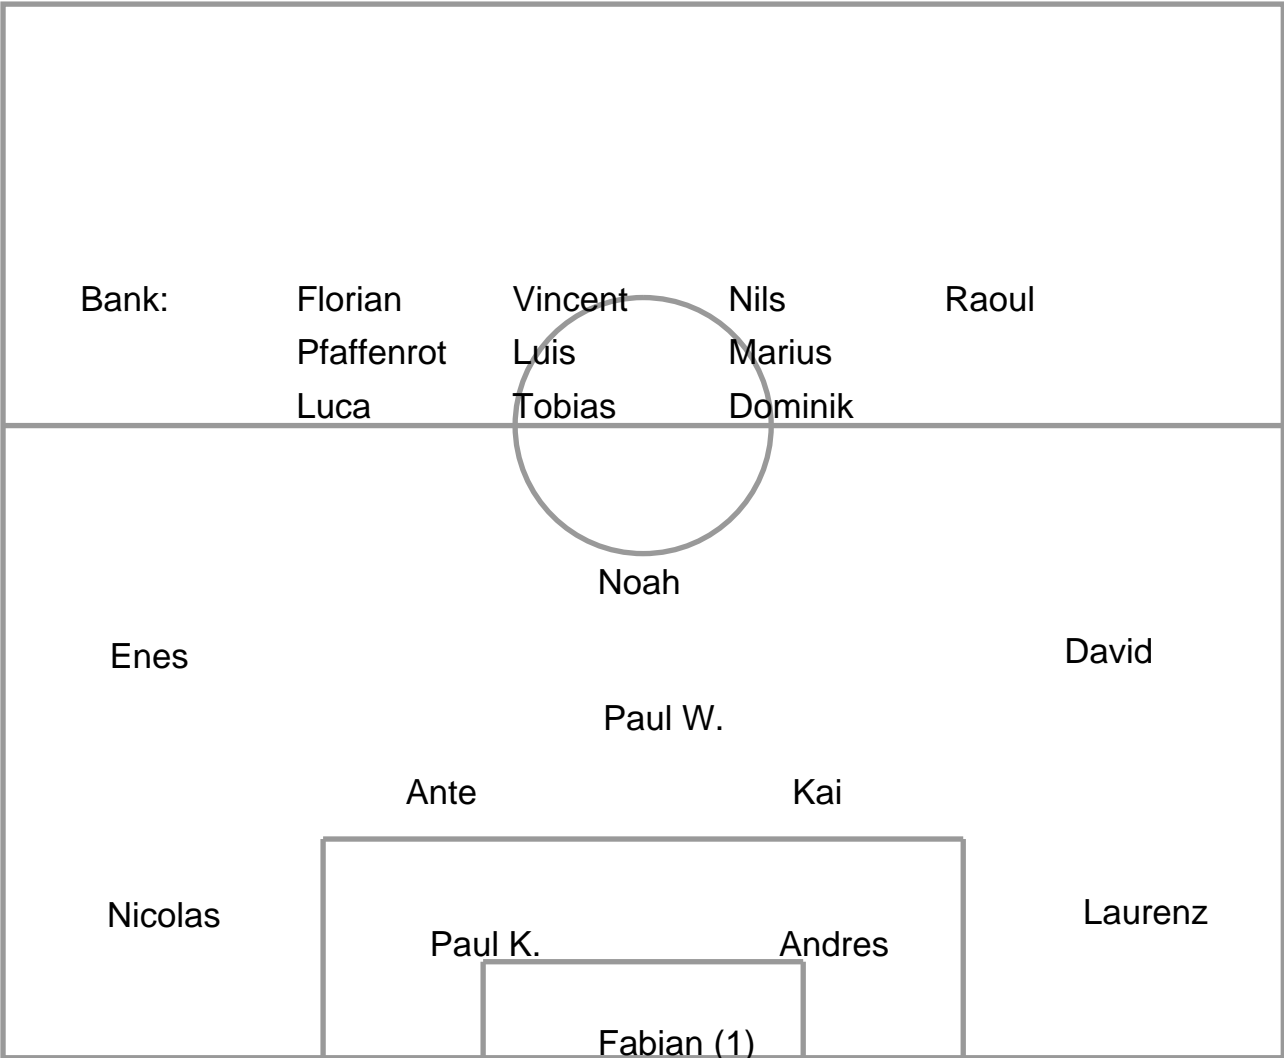 Bank: Florian Vincent Nils Raoul
Pfaffenrot Luis Marius
Luca Tobias Dominik
Noah
Enes David
Paul W.
Ante Kai
Nicolas Laurenz
Paul K. Andres
Fabian (1)